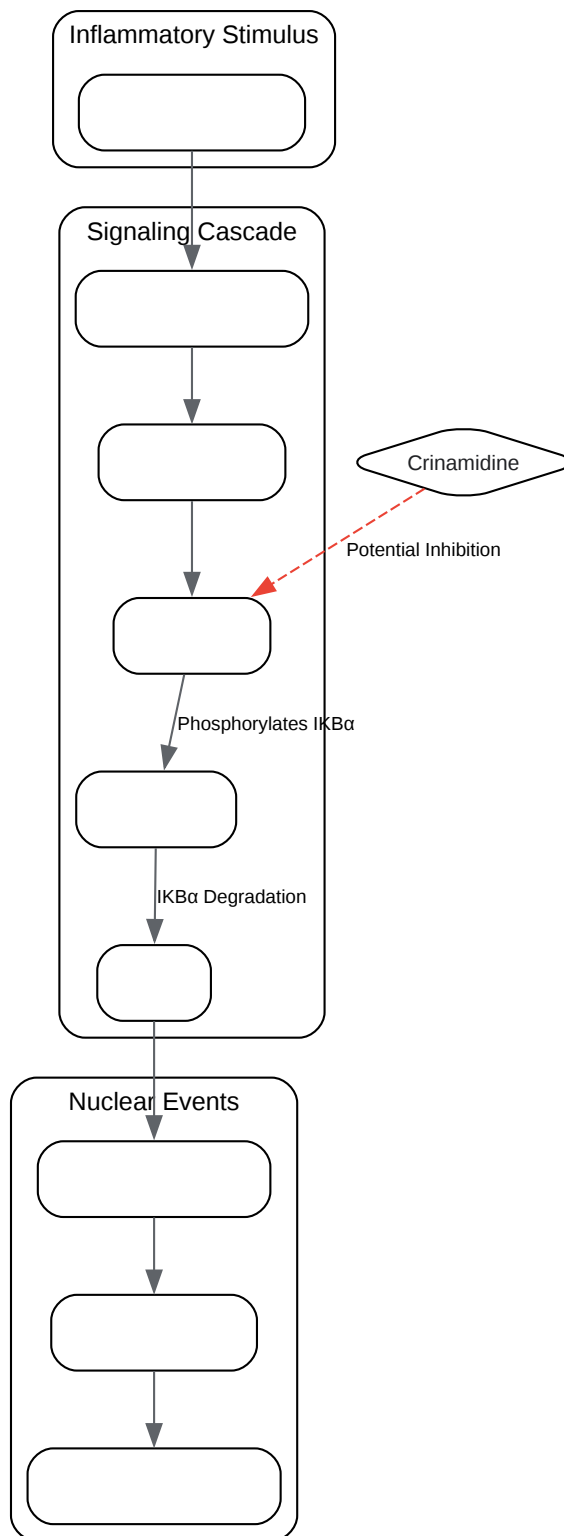 Inflammatory Stimulus
Signaling Cascade
Crinamidine
Potential Inhibition
Phosphorylates IKBα
IKBα Degradation
Nuclear Events